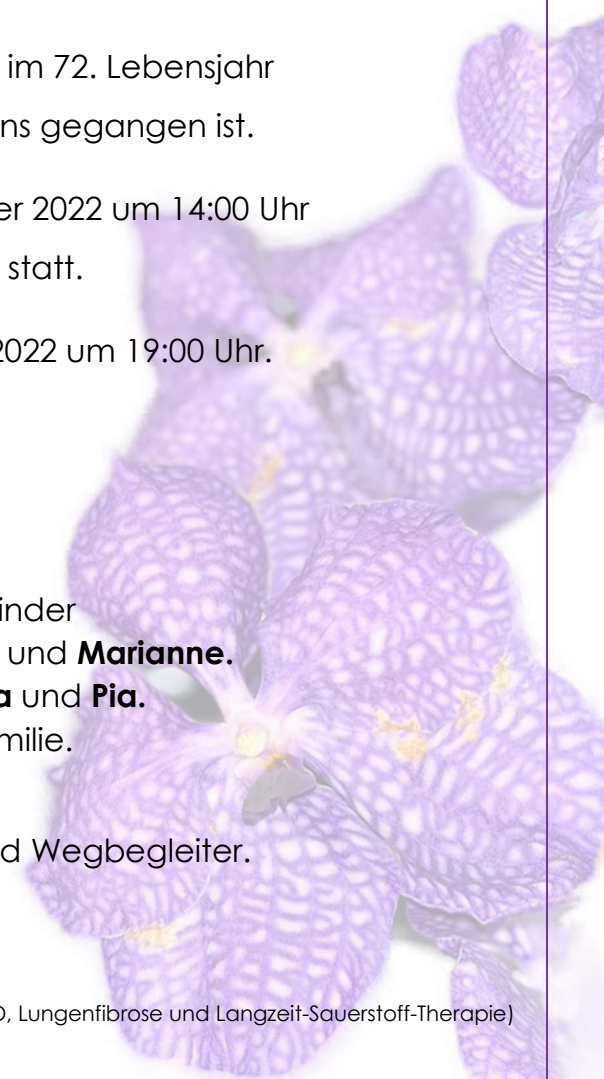 im 72. Lebensjahr
ns gegangen ist.
er 2022 um 14:00 Uhr
statt.
2022 um 19:00 Uhr.
inder
und Marianne.
a und Pia.
milie.
d Wegbegleiter.
, Lungenfibrose und Langzeit-Sauerstoff-Therapie)